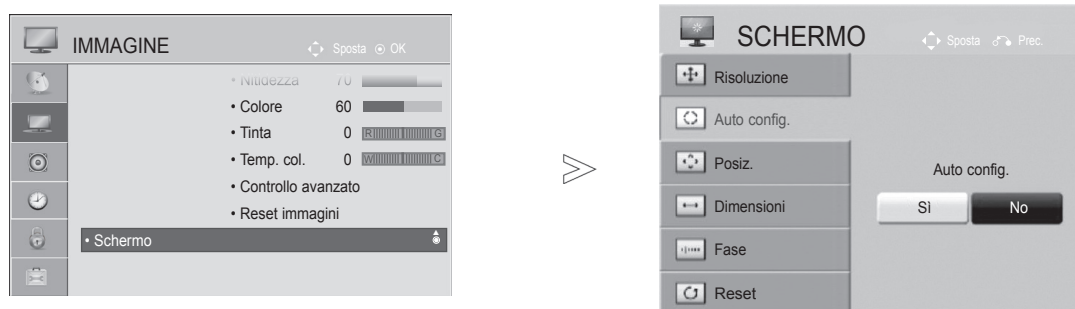 IMMAGINE
Sposta OK
• Nitidezza 70
• Colore 60
• Tinta 0 R G
• Temp. col. 0 W C
• Controllo avanzato
• Reset immagini
• Schermo
SCHERMO
Sposta Prec.
Risoluzione
Auto config.
Posiz.
Dimensioni
Fase
Reset
Auto config.
Sì No